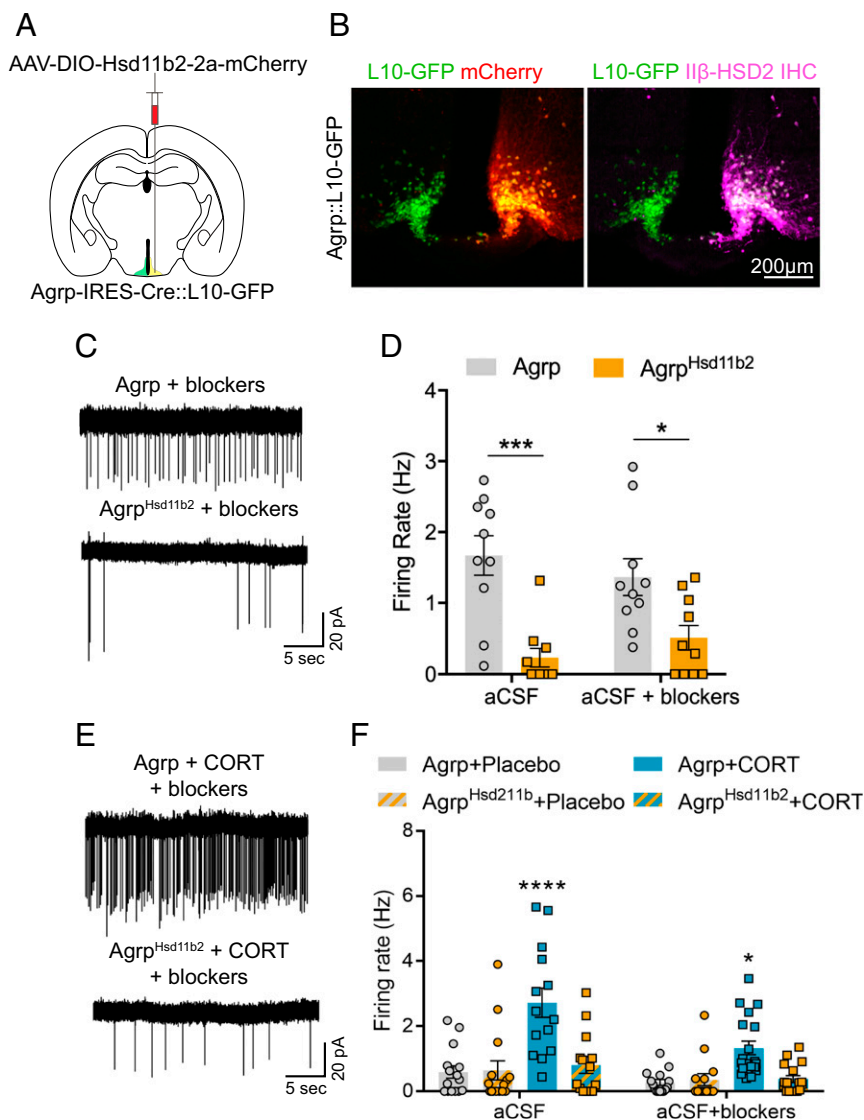 A
AAV-DIO-Hsd11b2-2a-mCherry
Agrp-IRES-Cre::L10-GFP
B
L10-GFP mCherry
L10-GFP IIβ-HSD2 IHC
Agrp::L10-GFP
200µm
C
Agrp + blockers
AgrpHsd11b2 + blockers
5 sec
20 pA
D
Agrp
AgrpHsd11b2
Firing Rate (Hz)
4
3
2
1
0
***
*
aCSF
aCSF + blockers
E
Agrp + CORT
+ blockers
AgrpHsd11b2 + CORT
+ blockers
5 sec
20 pA
F
Agrp+Placebo
Agrp+CORT
AgrpHsd211b+Placebo
AgrpHsd11b2+CORT
Firing rate (Hz)
8
6
4
2
0
****
*
aCSF
aCSF+blockers